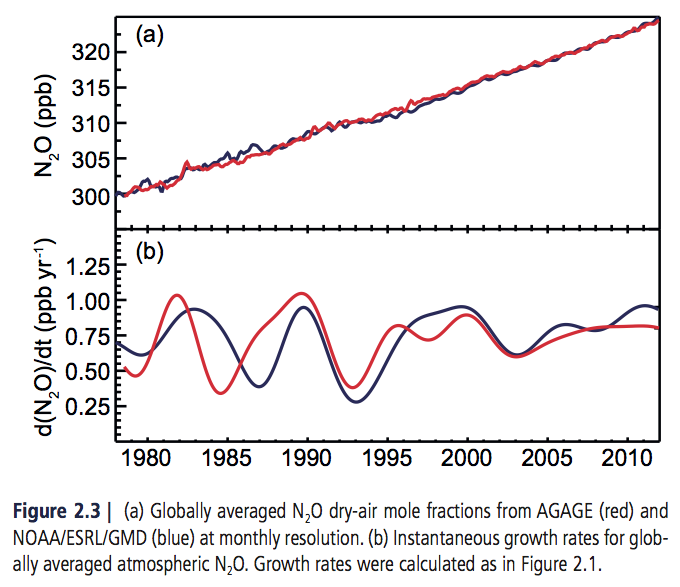 (a)
320
315
310
305
300
N₂O (ppb)
(b)
1.25
1.00
0.75
0.50
0.25
d(N₂O)/dt (ppb yr⁻¹)
1980 1985 1990 1995 2000 2005 2010
Figure 2.3 | (a) Globally averaged N₂O dry-air mole fractions from AGAGE (red) and
NOAA/ESRL/GMD (blue) at monthly resolution. (b) Instantaneous growth rates for glob-
ally averaged atmospheric N₂O. Growth rates were calculated as in Figure 2.1.